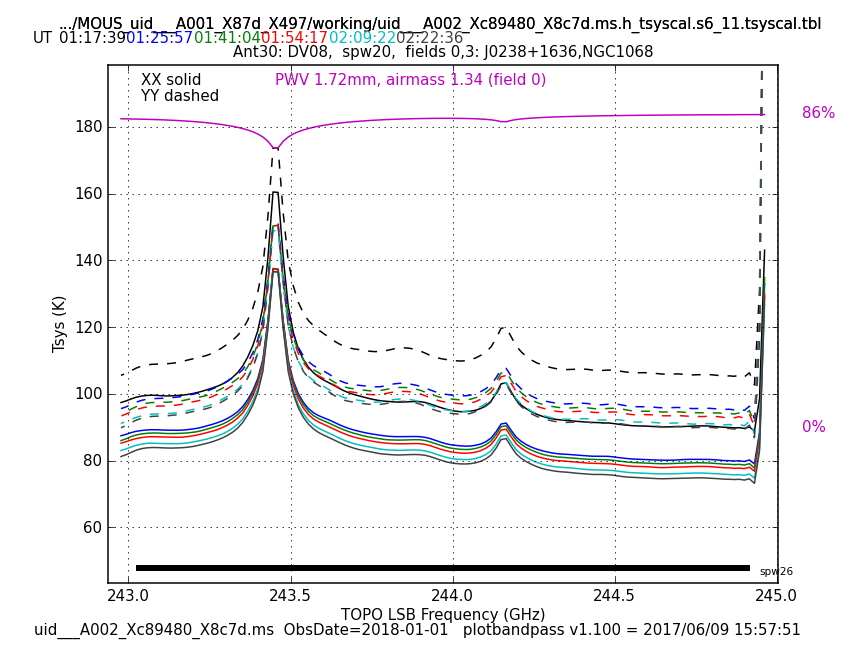 .../MOUS_uid___A001_X87d_X497/working/uid___A002_Xc89480_X8c7d.ms.h_tsyscal.s6_11.tsyscal.tbl
UT 01:17:39 01:25:57 01:41:04 01:54:17 02:09:22 02:22:36
Ant30: DV08, spw20, fields 0,3: J0238+1636,NGC1068
XX solid PWV 1.72mm, airmass 1.34 (field 0)
YY dashed
86%
180
160
140
Tsys (K)
120
100
0%
80
60
spw26
243.0 243.5 244.0 244.5 245.0
TOPO LSB Frequency (GHz)
uid___A002_Xc89480_X8c7d.ms ObsDate=2018-01-01 plotbandpass v1.100 = 2017/06/09 15:57:51